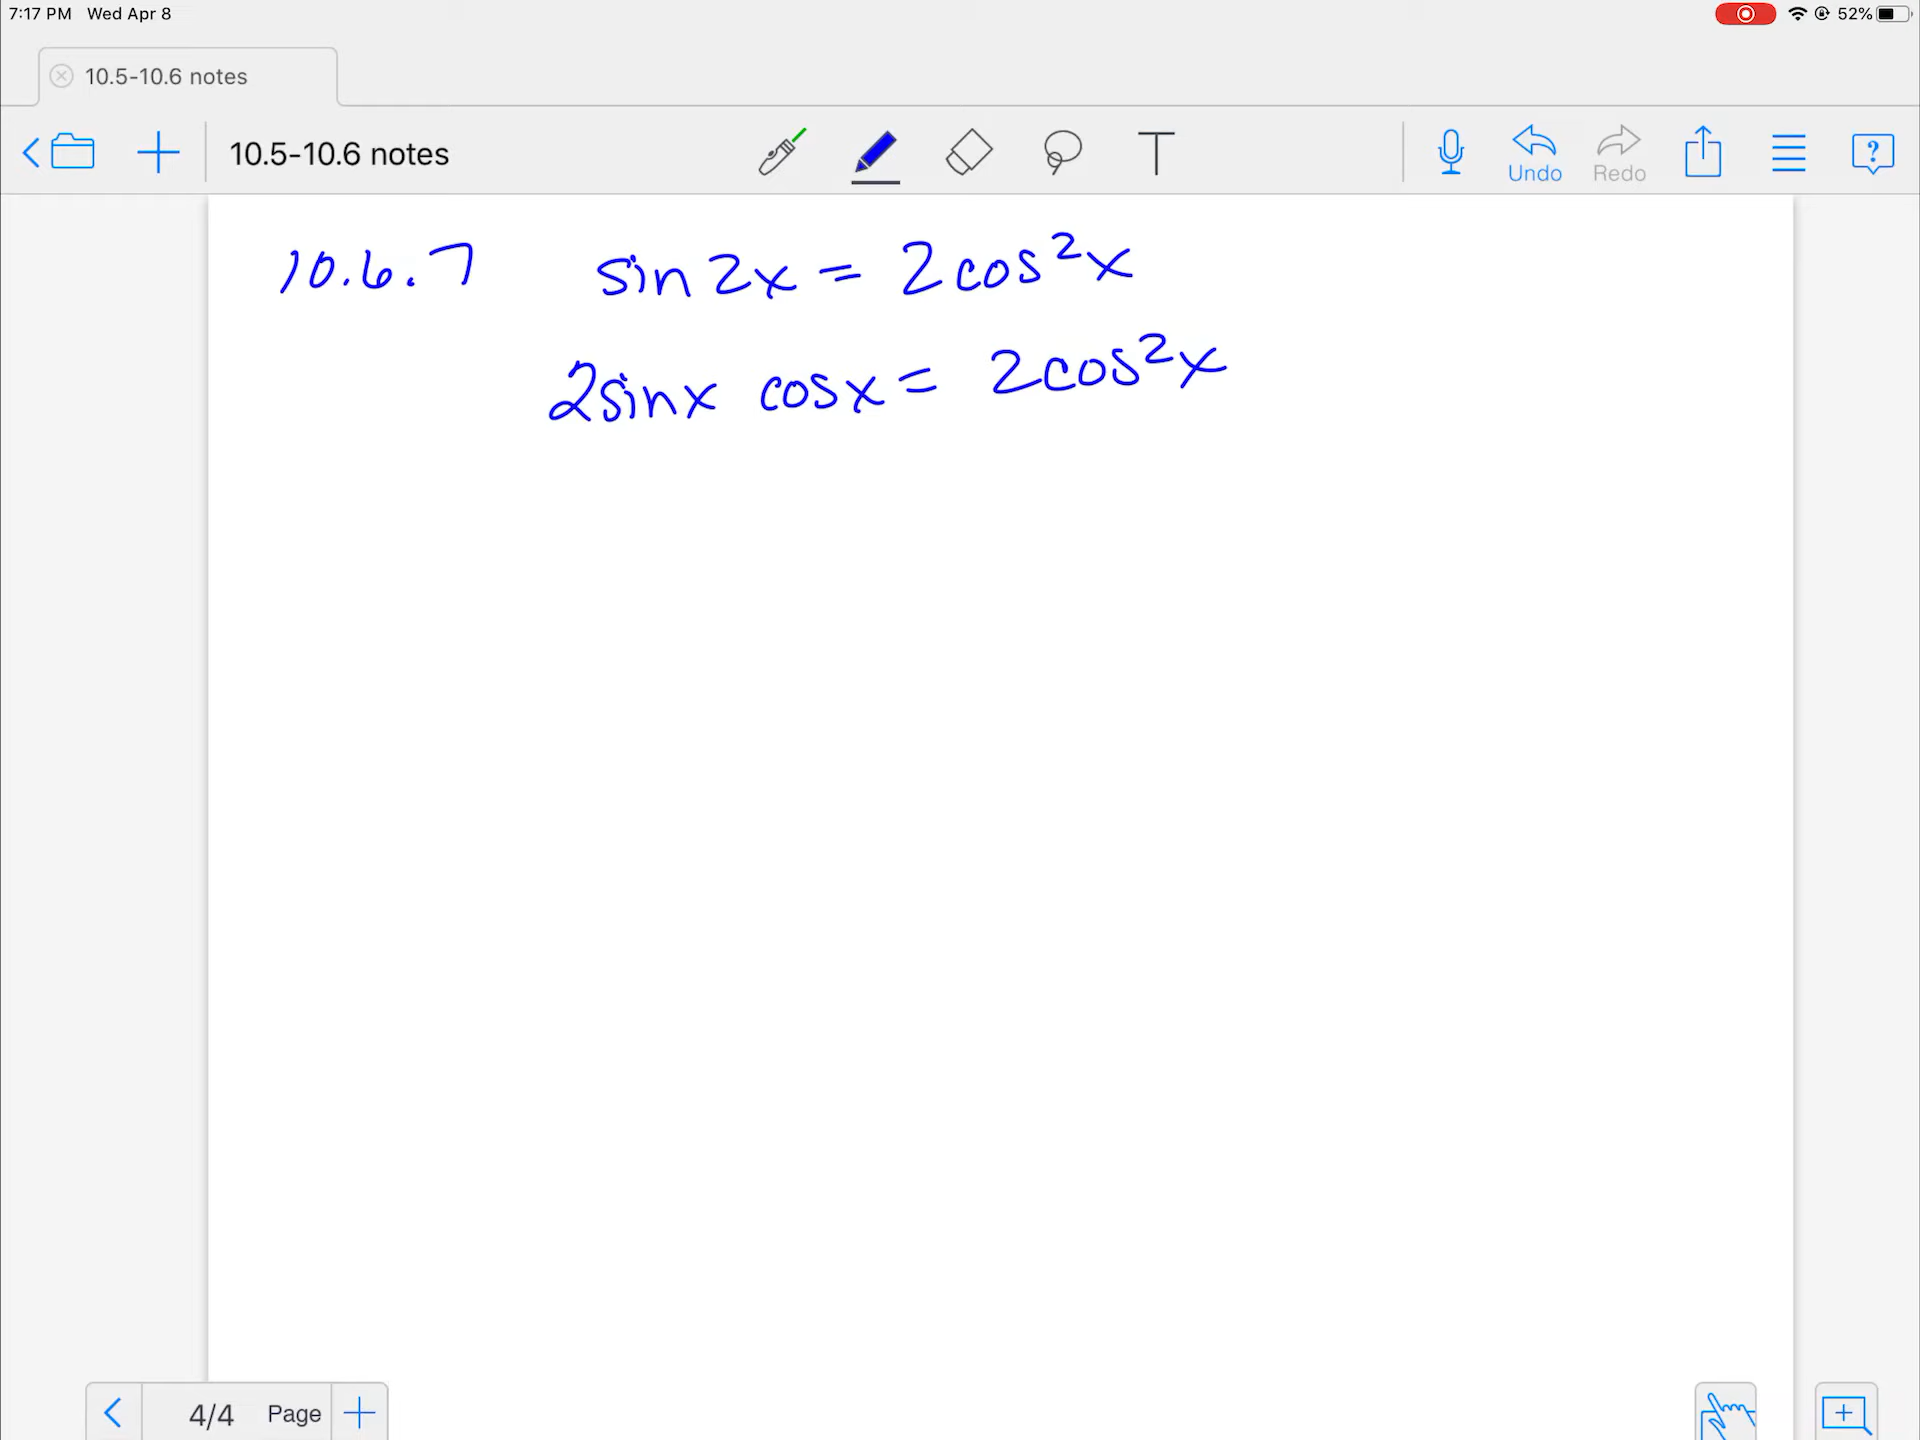 7:17 PM Wed Apr 8 52%
10.5-10.6 notes
10.5-10.6 notes T Undo Redo ?
10.6.7 sin 2x = 2cos²x
2sinx cosx = 2cos²x
4/4 Page